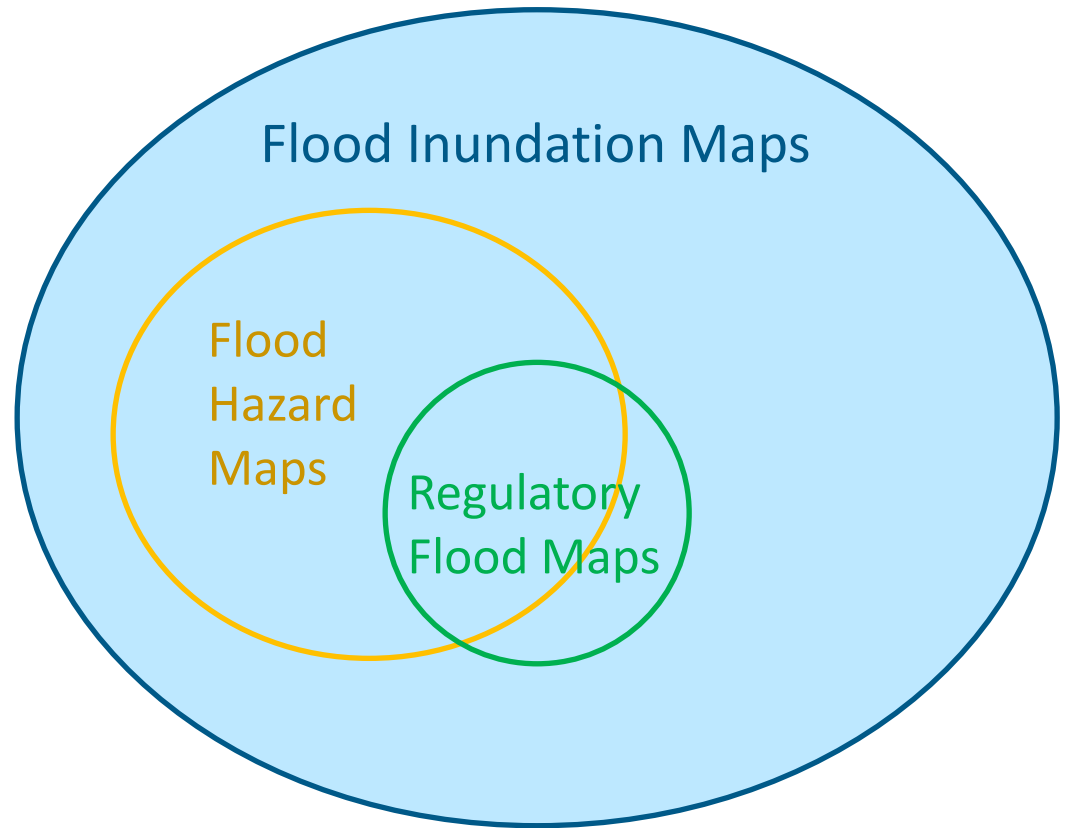 Flood Inundation Maps
Flood
Hazard
Maps
Regulatory
Flood Maps